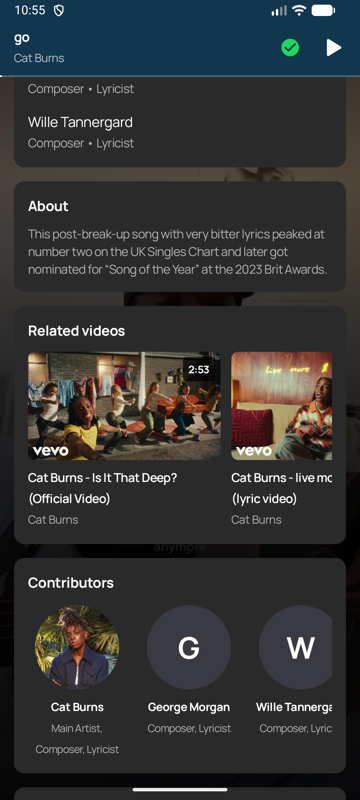 10:55
go
Cat Burns
Composer • Lyricist
Wille Tannergard
Composer • Lyricist
About
This post-break-up song with very bitter lyrics peaked at
number two on the UK Singles Chart and later got
nominated for “Song of the Year” at the 2023 Brit Awards.
Related videos
2:53
vevo
Live more &
vevo
Cat Burns - Is It That Deep?
(Official Video)
Cat Burns
Cat Burns - live mo
(lyric video)
Cat Burns
anymore
Contributors
G
W
Cat Burns
Main Artist,
Composer, Lyricist
George Morgan
Composer, Lyricist
Wille Tannerga
Composer, Lyric